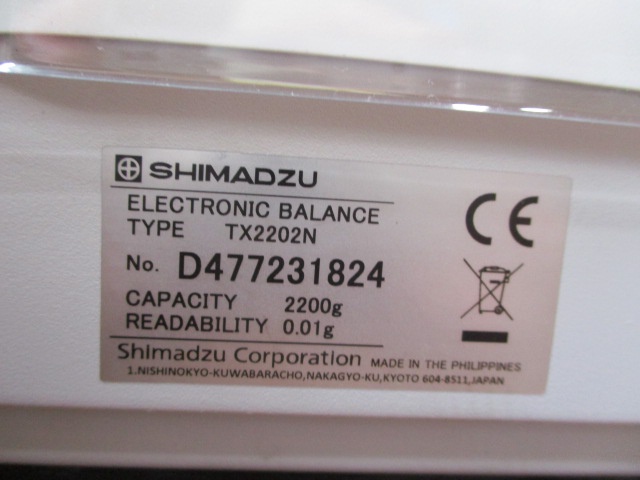 SHIMADZU
ELECTRONIC BALANCE
TYPE TX2202N
No. D477231824
CAPACITY 2200g
READABILITY 0.01g
Shimadzu Corporation MADE IN THE PHILIPPINES
1.NISHINOKYO-KUWABARACHO,NAKAGYO-KU,KYOTO 604-8511,JAPAN
CE